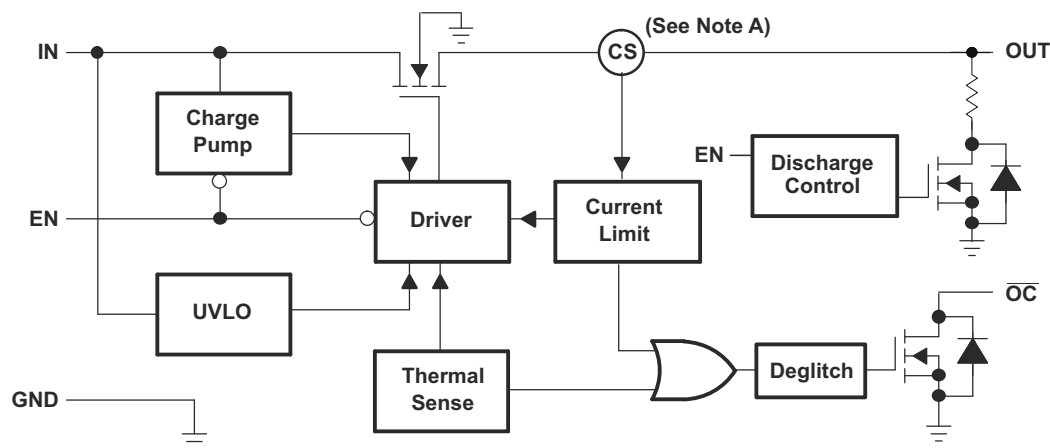 (See Note A)
IN
CS
OUT
Charge
Pump
EN
Discharge
Control
EN
Driver
Current
Limit
UVLO
OC
Thermal
Sense
Deglitch
GND